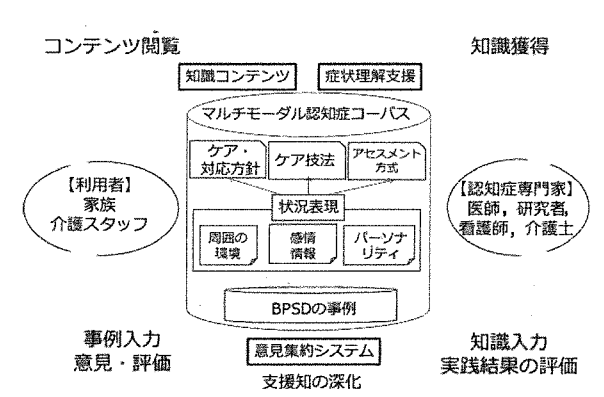 コンテンツ閲覧
知識獲得
知識コンテンツ
症状理解支援
マルチモーダル認知症コーパス
ケア・
対応方針
ケア技法
アセスメント
方式
【利用者】
家族
介護スタッフ
状況表現
【認知症専門家】
医師，研究者，
看護師，介護士
周囲の
環境
感情
情報
パーソナ
リティ
BPSDの事例
事例入力
意見・評価
意見集約システム
支援知の深化
知識入力
実践結果の評価